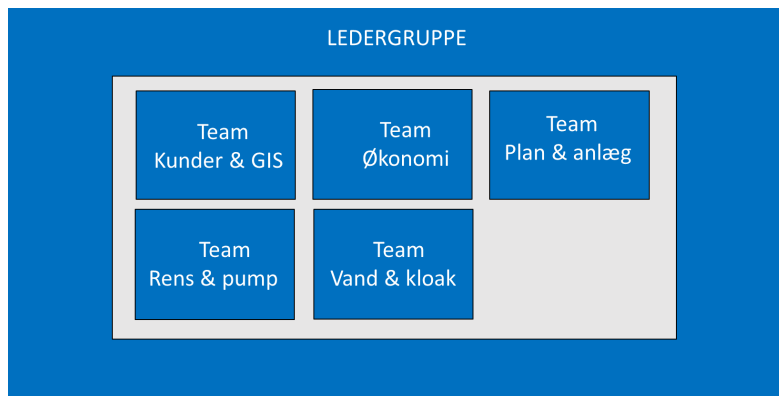 LEDERGRUPPE
Team
Kunder & GIS
Team
Økonomi
Team
Plan & anlæg
Team
Rens & pump
Team
Vand & kloak